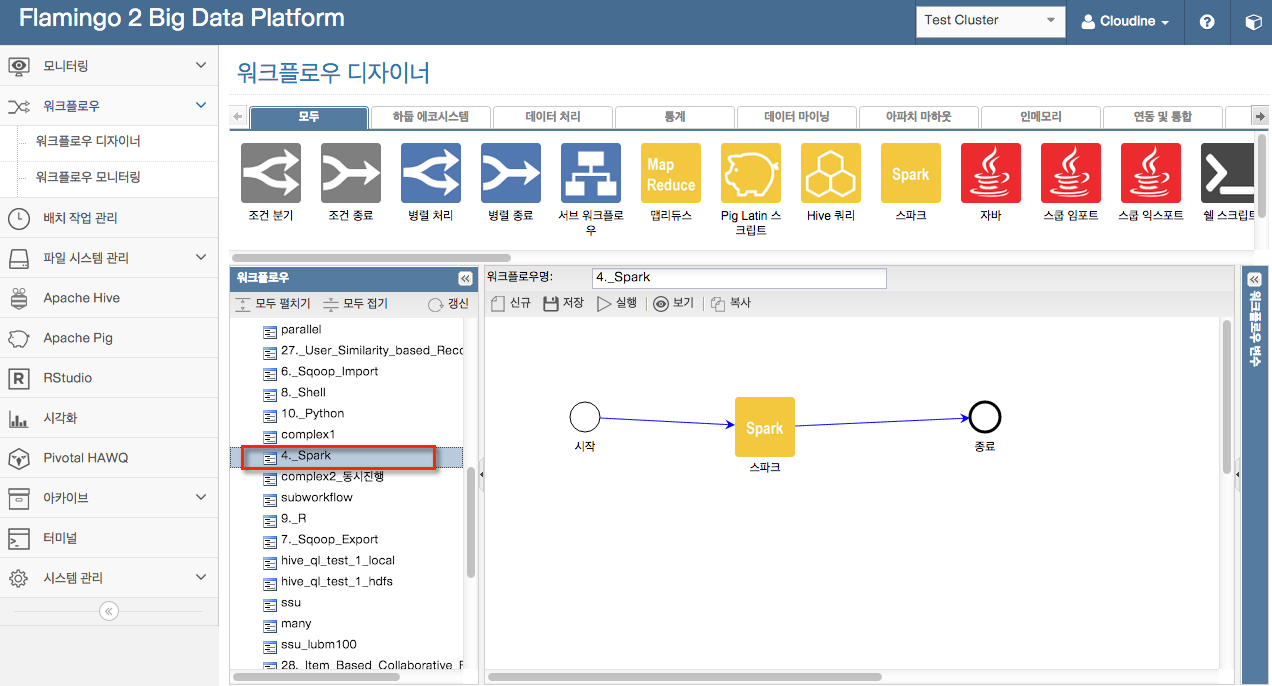 Flamingo 2 Big Data Platform
Test Cluster
Cloudine
모니터링
워크플로우
워크플로우 디자이너
워크플로우 모니터링
배치 작업 관리
파일 시스템 관리
Apache Hive
Apache Pig
RStudio
시각화
Pivotal HAWQ
아카이브
터미널
시스템 관리
워크플로우 디자이너
모두
하둡 에코시스템
데이터 처리
통계
데이터 마이닝
아파치 마하웃
인메모리
연동 및 통합
Map
Reduce
Spark
조건 분기
조건 종료
병렬 처리
병렬 종료
서브 워크플로
우
맵리듀스
Pig Latin 스
크립트
Hive 쿼리
스파크
자바
스쿱 임포트
스쿱 익스포트
쉘 스크립트
워크플로우
모두 펼치기
모두 접기
갱신
parallel
27._User_Similarity_based_Reco
6._Sqoop_Import
8._Shell
10._Python
complex1
4._Spark
complex2_동시진행
subworkflow
9._R
7._Sqoop_Export
hive_ql_test_1_local
hive_ql_test_1_hdfs
ssu
many
ssu_lubm100
28._Item_Based_Collaborative_F
워크플로우명:
4._Spark
신규
저장
실행
보기
복사
시작
Spark
스파크
종료
워크플로우 변수